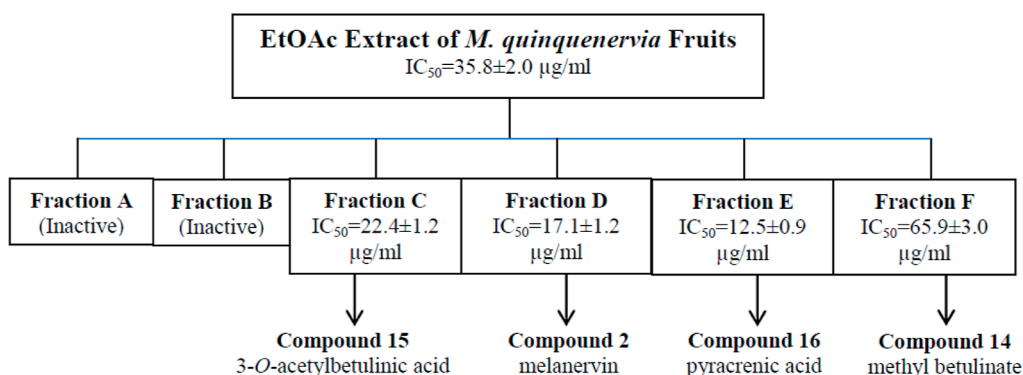 EtOAc Extract of M. quinquenervia Fruits
IC50=35.8±2.0 µg/ml
Fraction A
(Inactive)
Fraction B
(Inactive)
Fraction C
IC50=22.4±1.2
µg/ml
Fraction D
IC50=17.1±1.2
µg/ml
Fraction E
IC50=12.5±0.9
µg/ml
Fraction F
IC50=65.9±3.0
µg/ml
Compound 15
3-O-acetylbetulinic acid
Compound 2
melanervin
Compound 16
pyracrenic acid
Compound 14
methyl betulinate